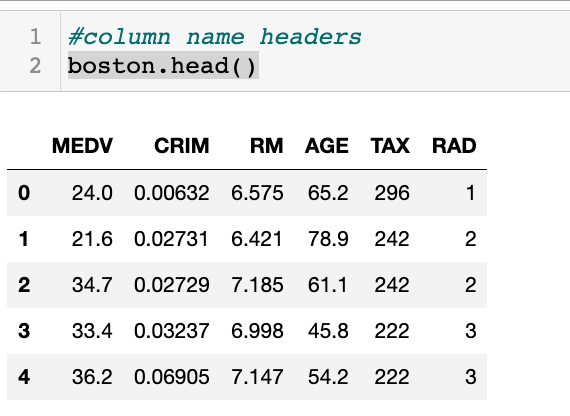 1 #column name headers
2 boston.head()
MEDV CRIM RM AGE TAX RAD
0 24.0 0.00632 6.575 65.2 296 1
1 21.6 0.02731 6.421 78.9 242 2
2 34.7 0.02729 7.185 61.1 242 2
3 33.4 0.03237 6.998 45.8 222 3
4 36.2 0.06905 7.147 54.2 222 3